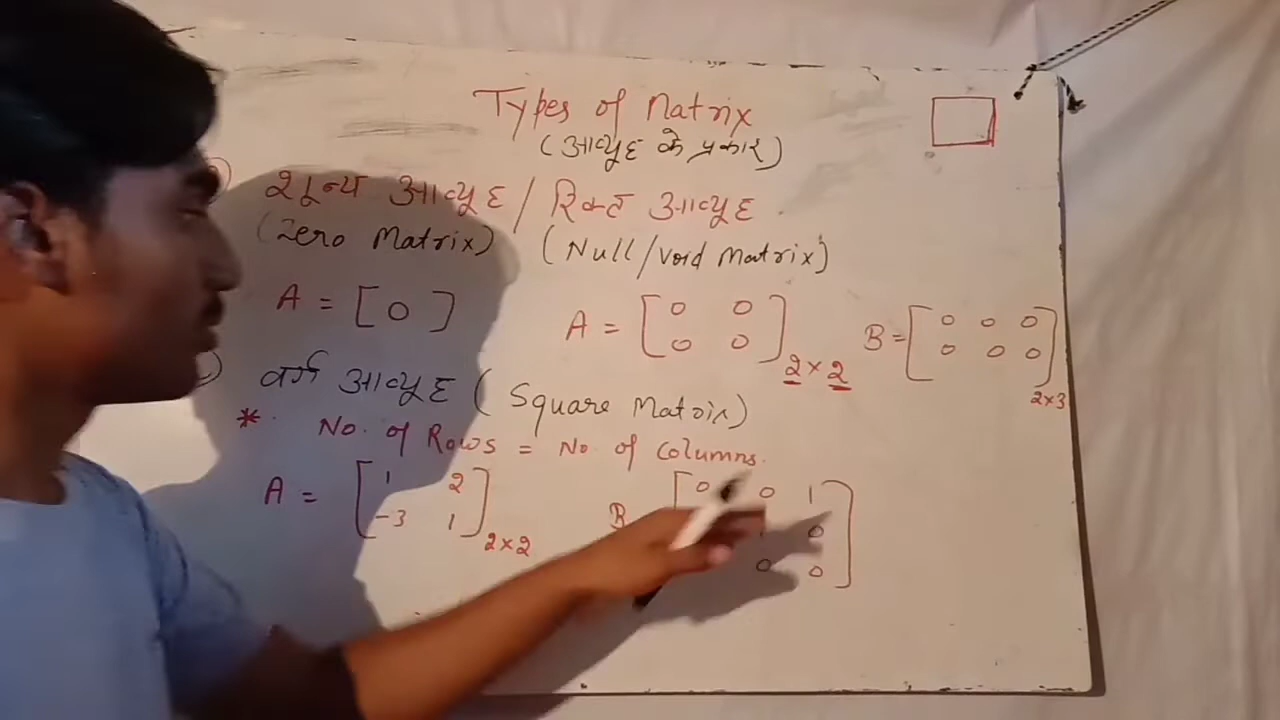 Types of Matrix
(आव्यूह के प्रकार)
शून्य आव्यूह / रिक्त आव्यूह
(Zero Matrix) (Null/void Matrix)
A = [ 0 ]
A = [ 0 0
0 0 ] 2×2
B = [ 0 0 0
0 0 0 ] 2×3
वर्ग आव्यूह ( Square Matrix)
* No. of Rows = No. of Columns.
A = [ 1 2
-3 1 ] 2×2
B [ 0 0 1
0
0 0 ]